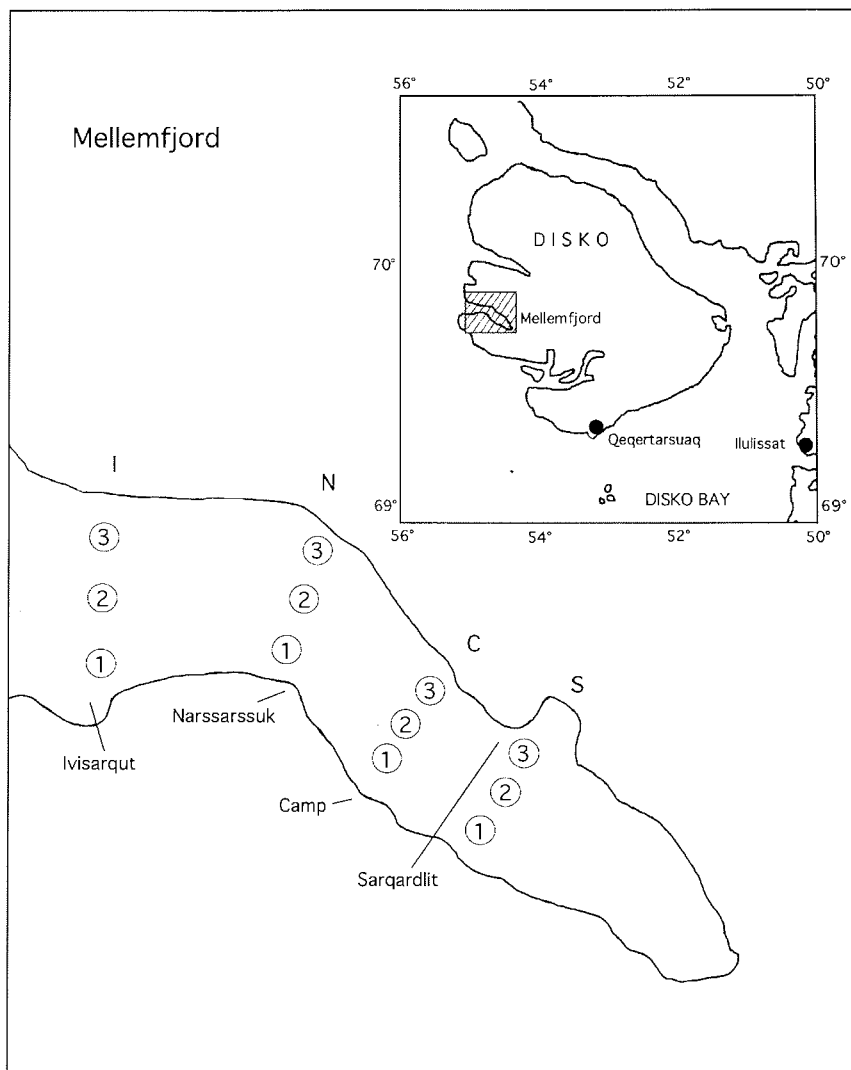 Mellemfjord
56° 54° 52° 50°
DISKO
70° 70°
Mellemfjord
Qeqertarsuaq
Ilulissat
DISKO BAY
69° 69°
56° 54° 52° 50°
I
N
C
S
3
2
1
3
2
1
3
2
1
3
2
1
Ivisarqut
Narssarssuk
Camp
Sarqardlit